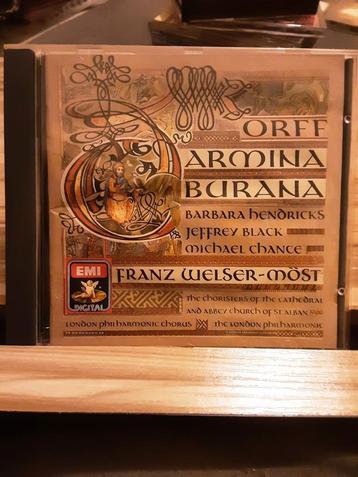 ORFF
CARMINA
BURANA
BARBARA HENDRICKS
JEFFREY BLACK
MICHAEL CHANCE
FRANZ WELSER-MÖST
EMI
DIGITAL
THE CHORISTERS OF THE CATHEDRAL
AND ABBEY CHURCH OF ST ALBAN
LONDON PHILHARMONIC CHORUS
THE LONDON PHILHARMONIC